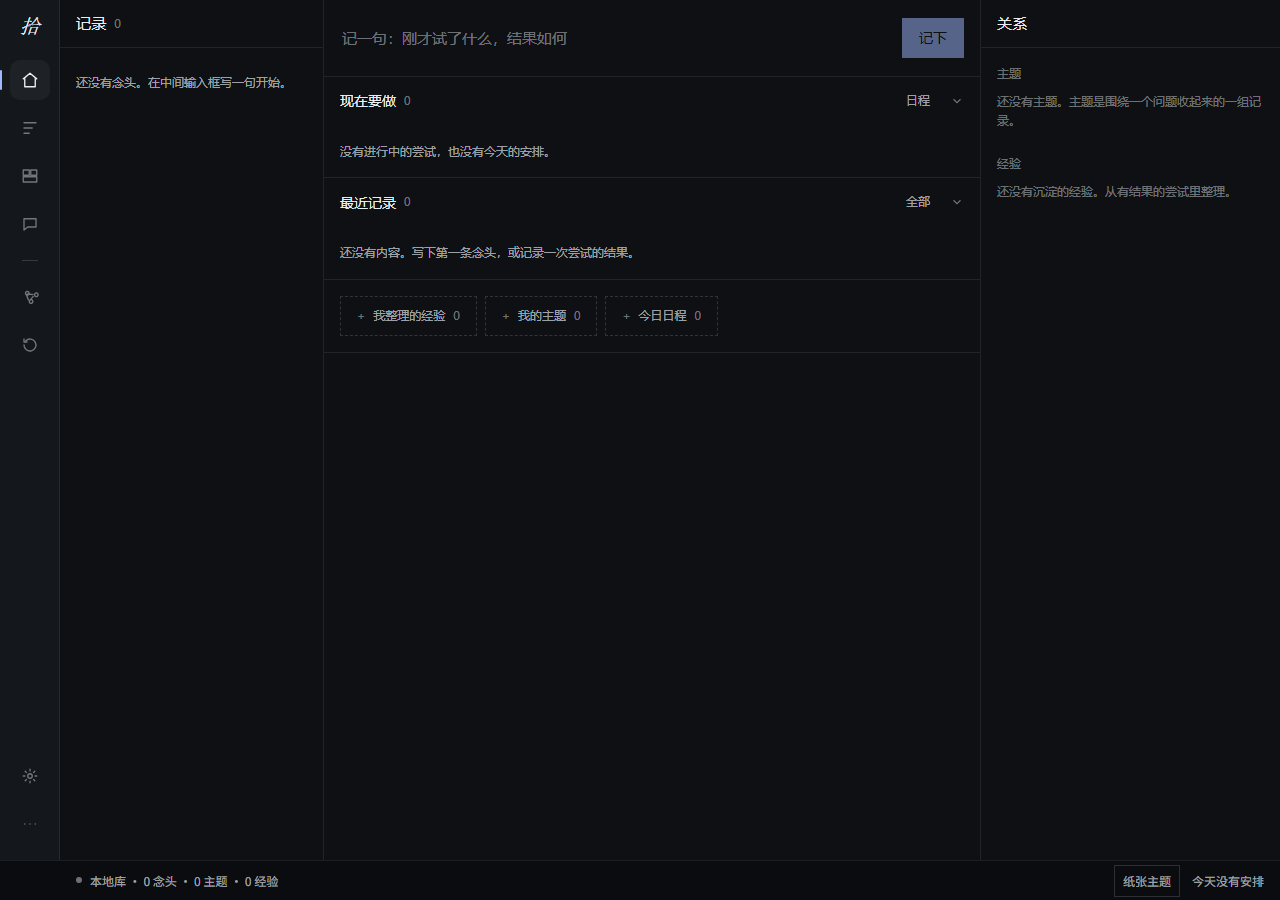 拾
记录 0
还没有念头。在中间输入框写一句开始。
记一句：刚才试了什么，结果如何
记下
现在要做 0
日程
没有进行中的尝试，也没有今天的安排。
最近记录 0
全部
还没有内容。写下第一条念头，或记录一次尝试的结果。
+ 我整理的经验 0
+ 我的主题 0
+ 今日日程 0
关系
主题
还没有主题。主题是围绕一个问题收起来的一组记
录。
经验
还没有沉淀的经验。从有结果的尝试里整理。
本地库 · 0 念头 · 0 主题 · 0 经验
纸张主题
今天没有安排